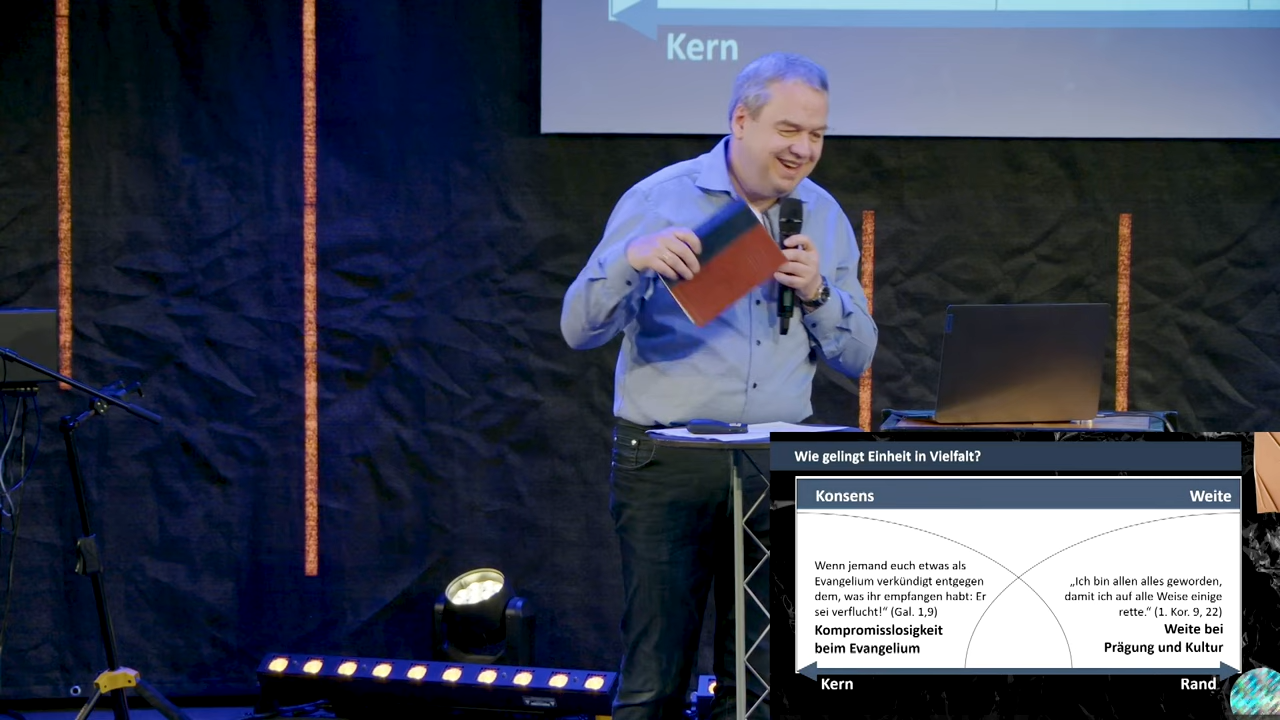 Kern
Wie gelingt Einheit in Vielfalt?
Konsens
Weite
Wenn jemand euch etwas als
Evangelium verkündigt entgegen
dem, was ihr empfangen habt: Er
sei verflucht!“ (Gal. 1,9)
Kompromisslosigkeit
beim Evangelium
„Ich bin allen alles geworden,
damit ich auf alle Weise einige
rette.“ (1. Kor. 9, 22)
Weite bei
Prägung und Kultur
Kern
Rand